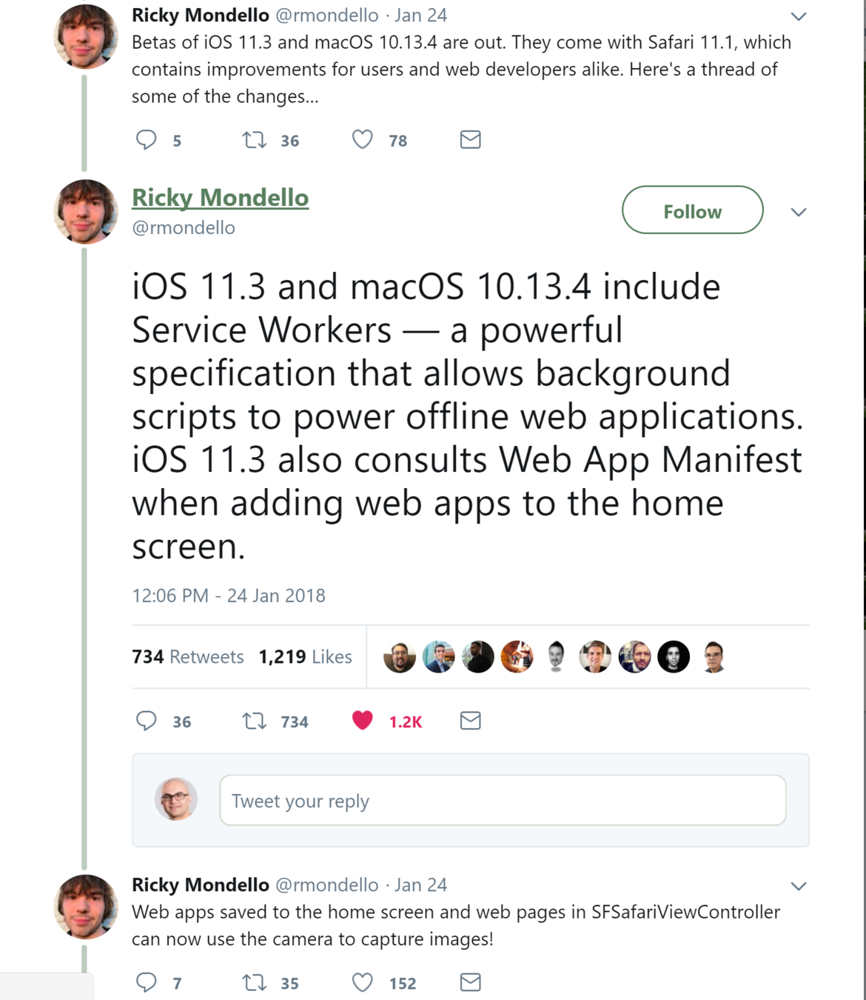 Ricky Mondello @rmondello · Jan 24
Betas of iOS 11.3 and macOS 10.13.4 are out. They come with Safari 11.1, which
contains improvements for users and web developers alike. Here's a thread of
some of the changes...
5 36 78
Ricky Mondello
@rmondello
Follow
iOS 11.3 and macOS 10.13.4 include
Service Workers — a powerful
specification that allows background
scripts to power offline web applications.
iOS 11.3 also consults Web App Manifest
when adding web apps to the home
screen.
12:06 PM - 24 Jan 2018
734 Retweets 1,219 Likes
36 734 1.2K
Tweet your reply
Ricky Mondello @rmondello · Jan 24
Web apps saved to the home screen and web pages in SFSafariViewController
can now use the camera to capture images!
7 35 152